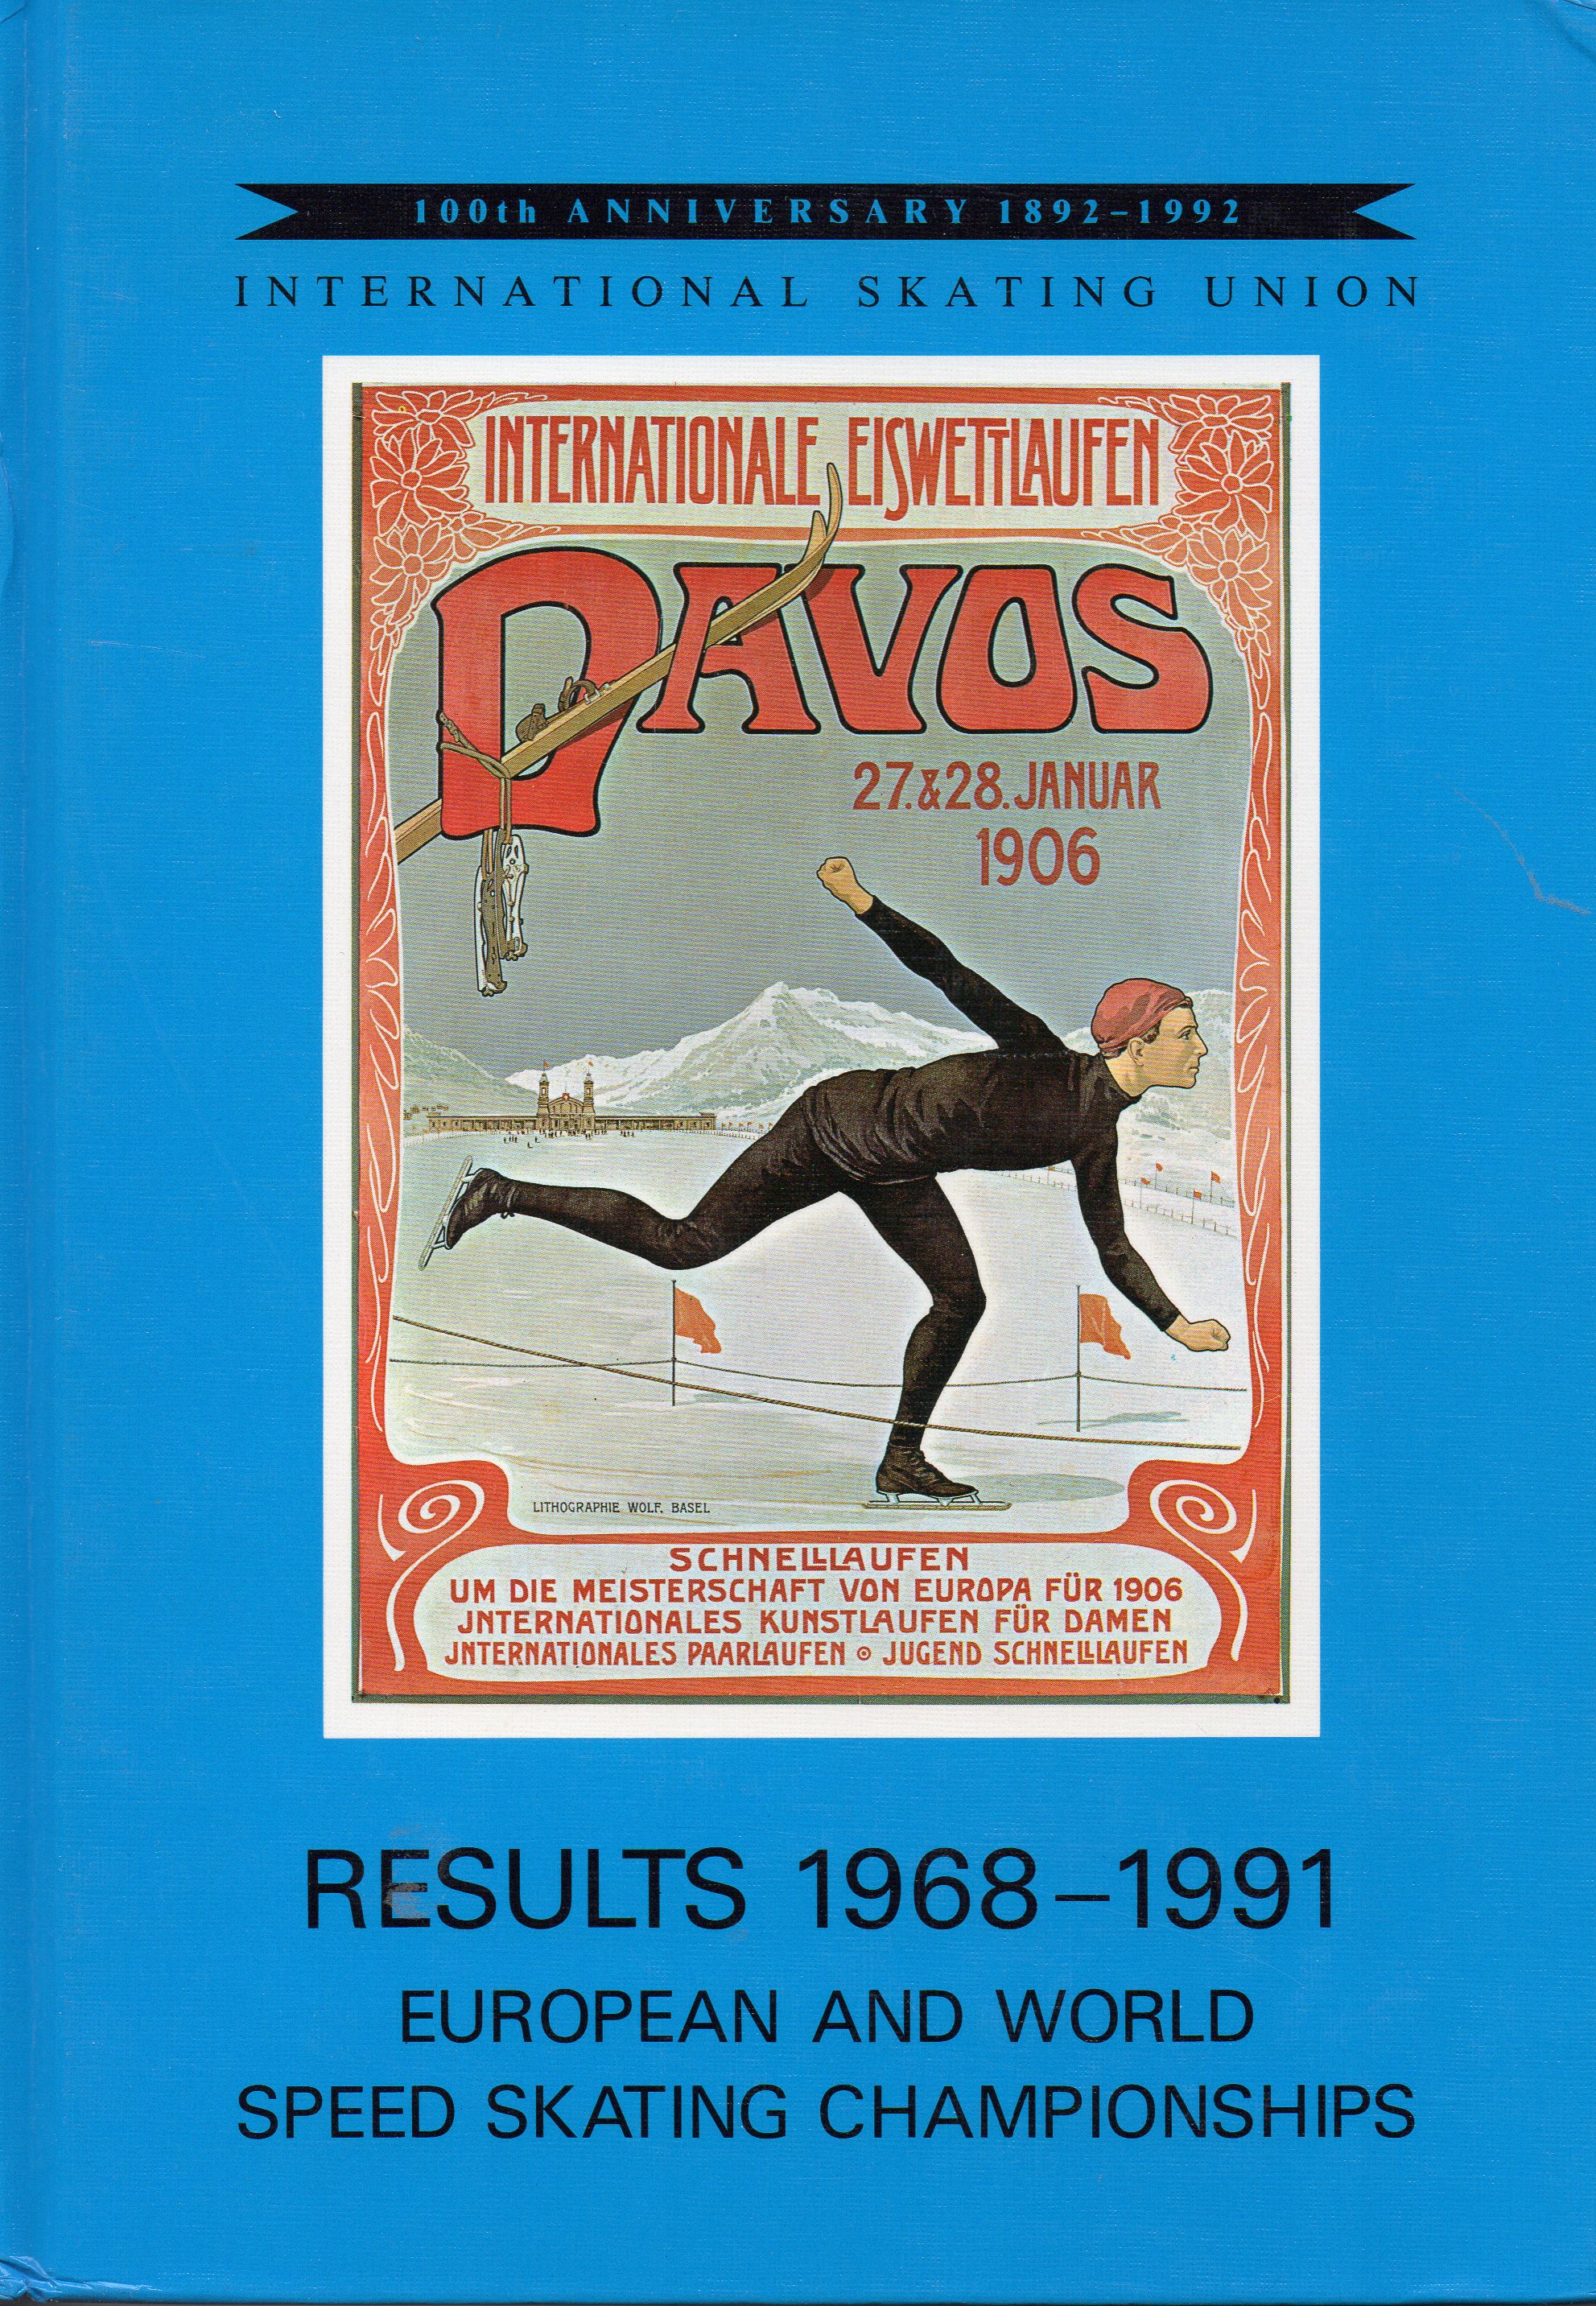 100th ANNIVERSARY 1892–1992
INTERNATIONAL SKATING UNION
INTERNATIONALE EISWETTLAUFEN
DAVOS
27.&28. JANUAR
1906
LITHOGRAPHIE WOLF, BASEL
SCHNELLLAUFEN
UM DIE MEISTERSCHAFT VON EUROPA FÜR 1906
JNTERNATIONALES KUNSTLAUFEN FÜR DAMEN
JNTERNATIONALES PAARLAUFEN ⊙ JUGEND SCHNELLLAUFEN
RESULTS 1968–1991
EUROPEAN AND WORLD
SPEED SKATING CHAMPIONSHIPS